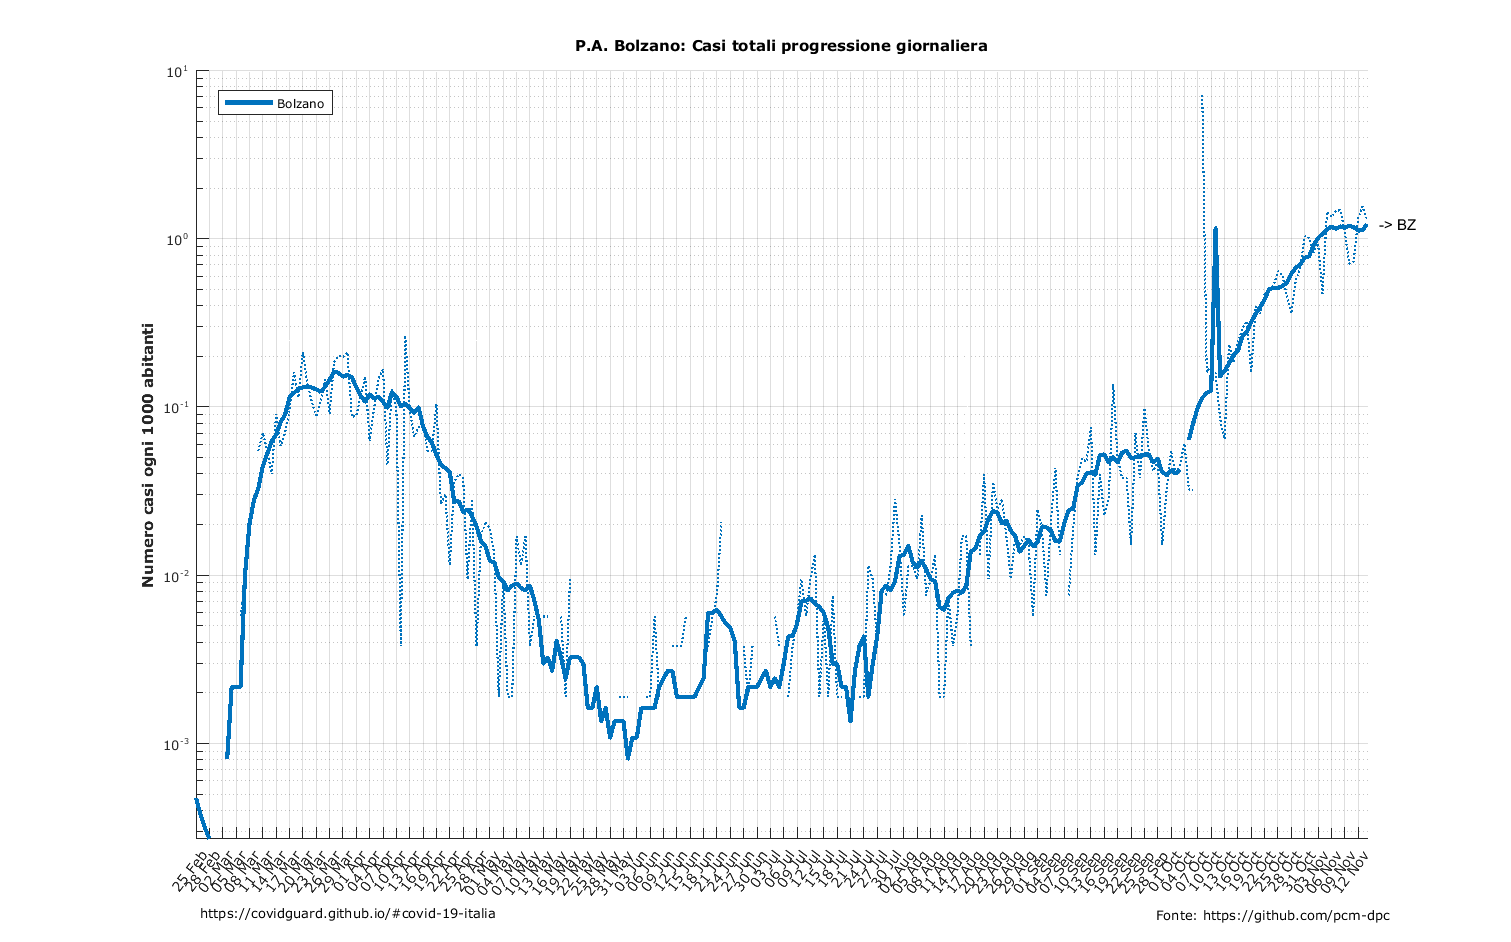 P.A. Bolzano: Casi totali progressione giornaliera
Bolzano
Numero casi ogni 1000 abitanti
10^1
10^0
10^-1
10^-2
10^-3
-> BZ
25 Feb
28 Feb
02 Mar
05 Mar
08 Mar
11 Mar
14 Mar
17 Mar
20 Mar
23 Mar
26 Mar
29 Mar
01 Apr
04 Apr
07 Apr
10 Apr
13 Apr
16 Apr
19 Apr
22 Apr
25 Apr
28 Apr
01 May
04 May
07 May
10 May
13 May
16 May
19 May
22 May
25 May
28 May
31 May
03 Jun
06 Jun
09 Jun
12 Jun
15 Jun
18 Jun
21 Jun
24 Jun
27 Jun
30 Jun
03 Jul
06 Jul
09 Jul
12 Jul
15 Jul
18 Jul
21 Jul
24 Jul
27 Jul
30 Jul
02 Aug
05 Aug
08 Aug
11 Aug
14 Aug
17 Aug
20 Aug
23 Aug
26 Aug
29 Aug
01 Sep
04 Sep
07 Sep
10 Sep
13 Sep
16 Sep
19 Sep
22 Sep
25 Sep
28 Sep
01 Oct
04 Oct
07 Oct
10 Oct
13 Oct
16 Oct
19 Oct
22 Oct
25 Oct
28 Oct
31 Oct
03 Nov
06 Nov
09 Nov
12 Nov
https://covidguard.github.io/#covid-19-italia
Fonte: https://github.com/pcm-dpc